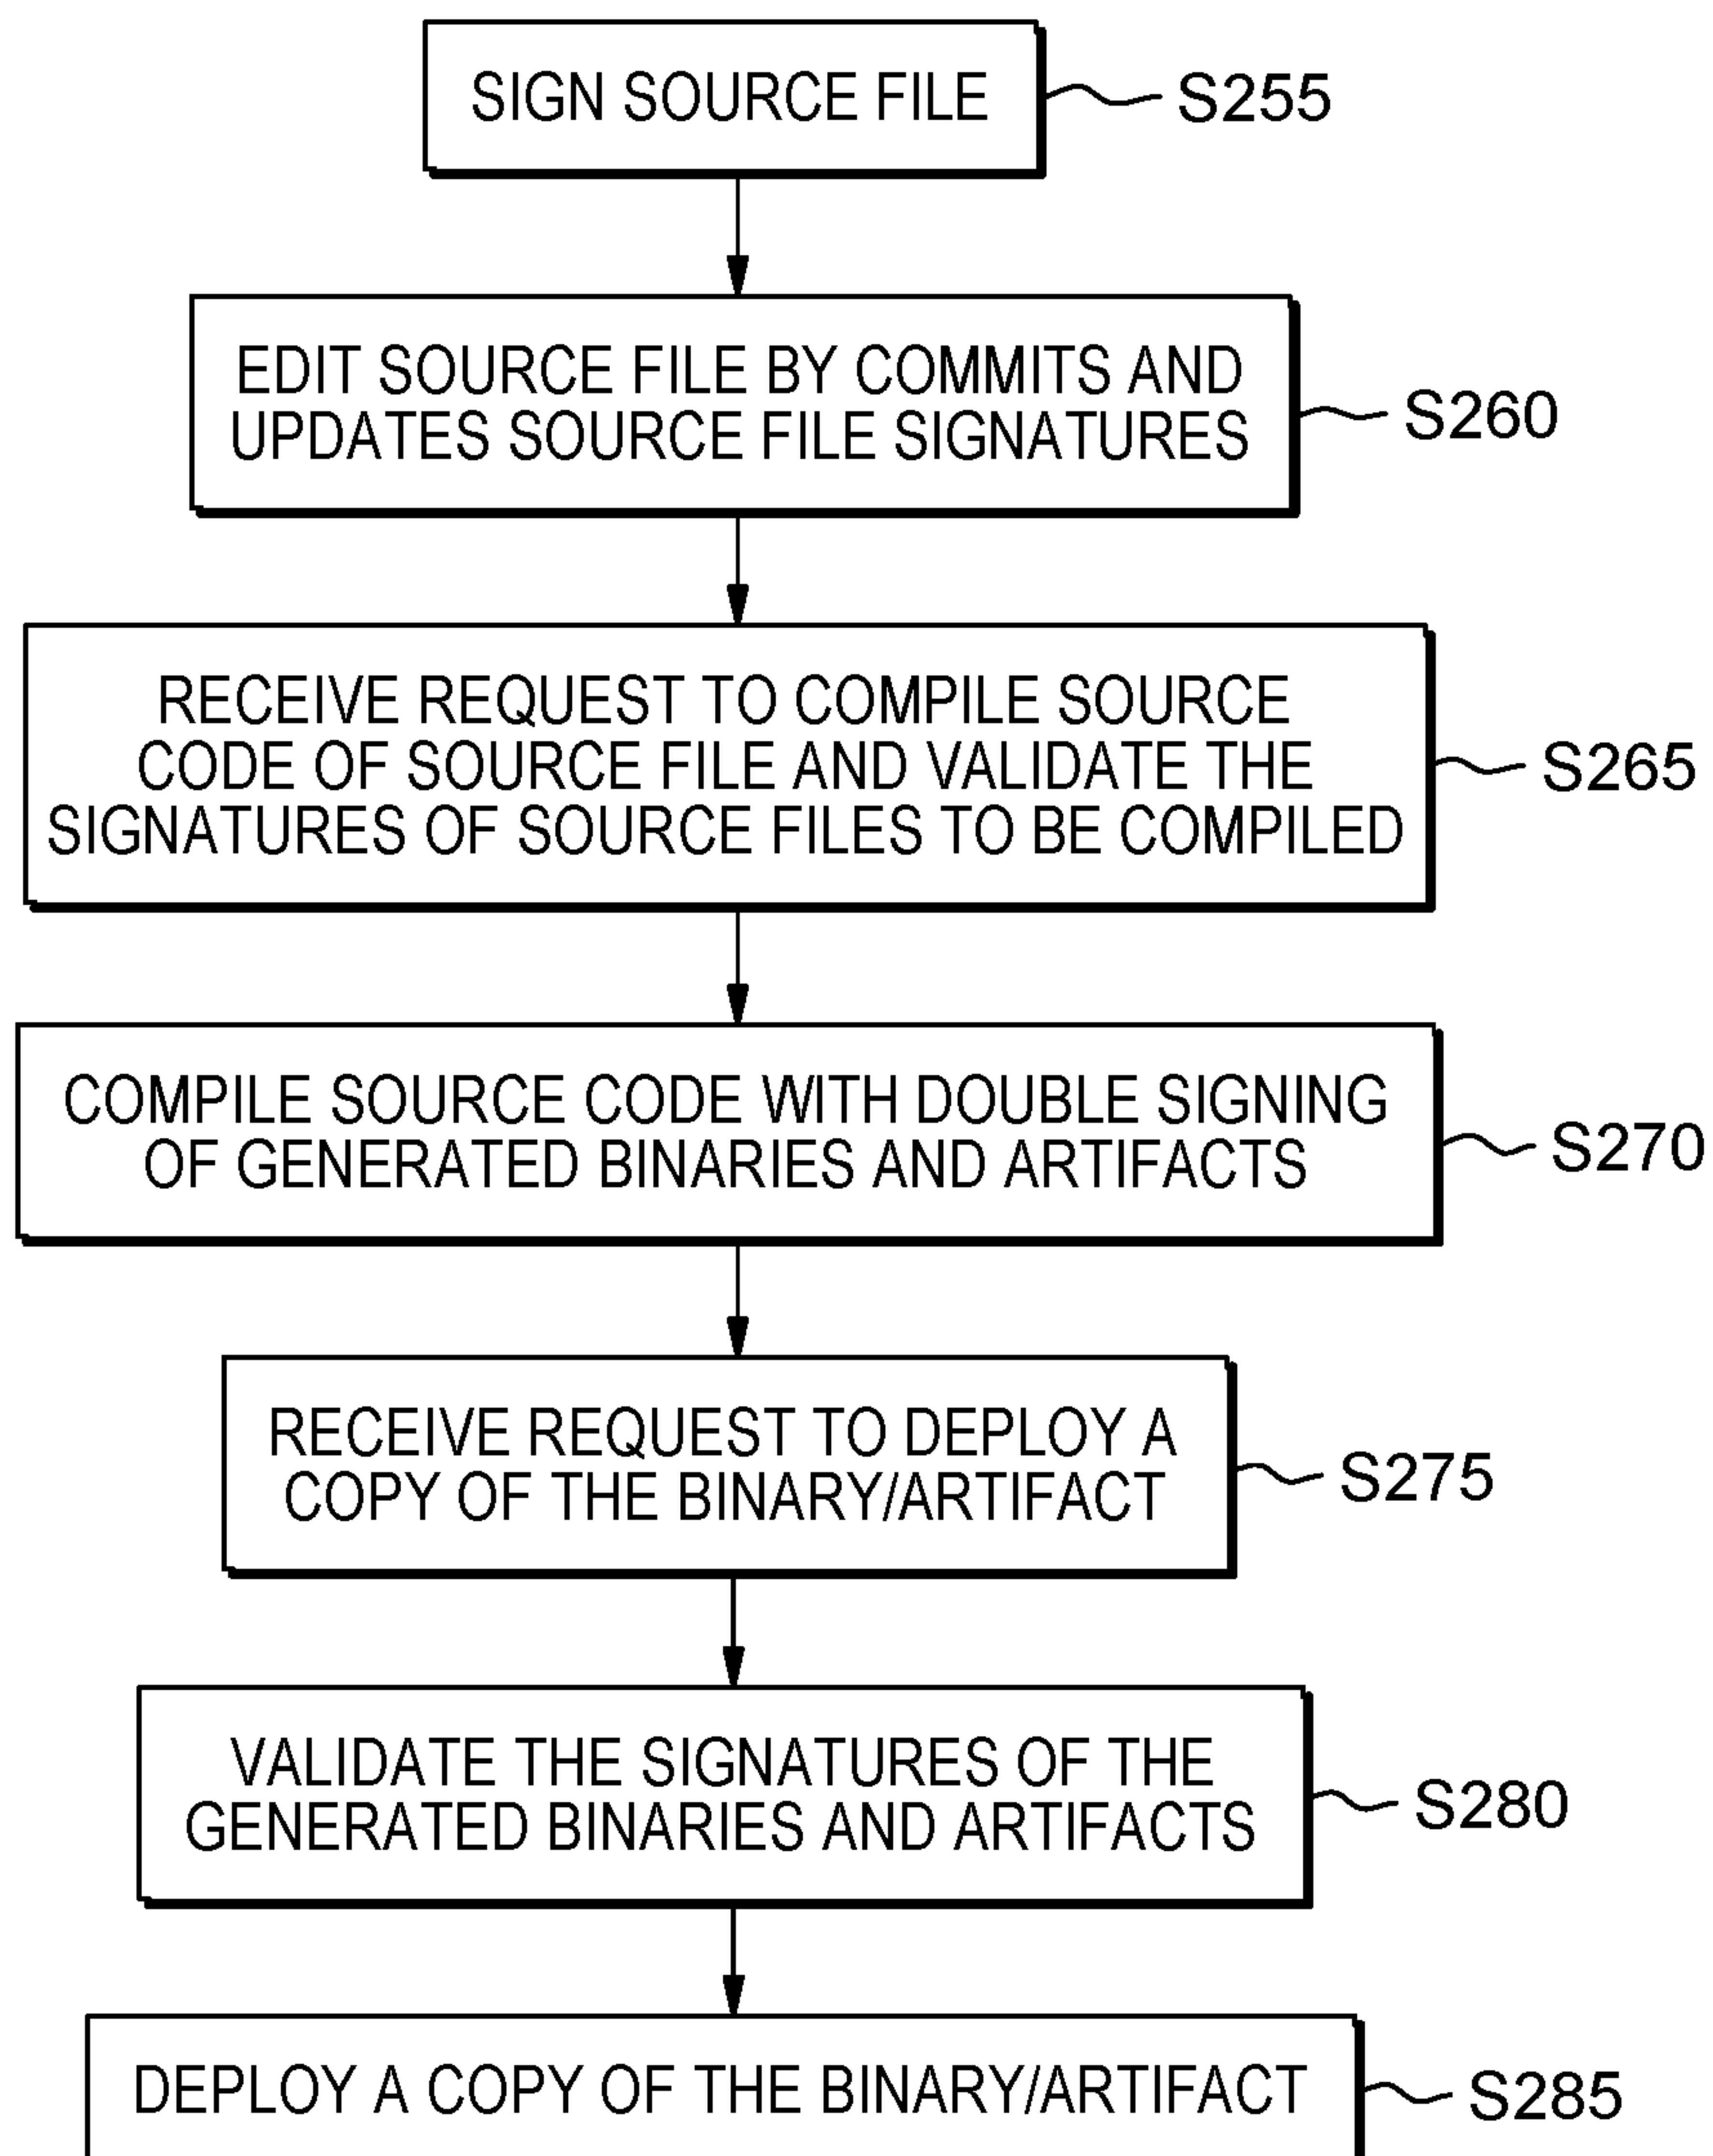 SIGN SOURCE FILE
S255
EDIT SOURCE FILE BY COMMITS AND
UPDATES SOURCE FILE SIGNATURES
S260
RECEIVE REQUEST TO COMPILE SOURCE
CODE OF SOURCE FILE AND VALIDATE THE
SIGNATURES OF SOURCE FILES TO BE COMPILED
S265
COMPILE SOURCE CODE WITH DOUBLE SIGNING
OF GENERATED BINARIES AND ARTIFACTS
S270
RECEIVE REQUEST TO DEPLOY A
COPY OF THE BINARY/ARTIFACT
S275
VALIDATE THE SIGNATURES OF THE
GENERATED BINARIES AND ARTIFACTS
S280
DEPLOY A COPY OF THE BINARY/ARTIFACT
S285